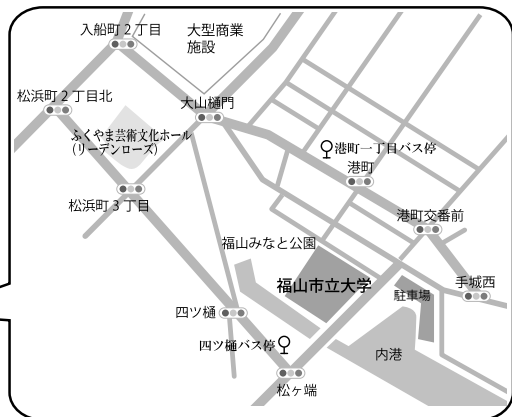 入船町2丁目
大型商業
施設
松浜町2丁目北
大山樋門
ふくやま芸術文化ホール
(リーデンローズ)
港町一丁目バス停
港町
松浜町3丁目
港町交番前
福山みなと公園
福山市立大学
手城西
駐車場
四ツ樋
四ツ樋バス停
内港
松ヶ端